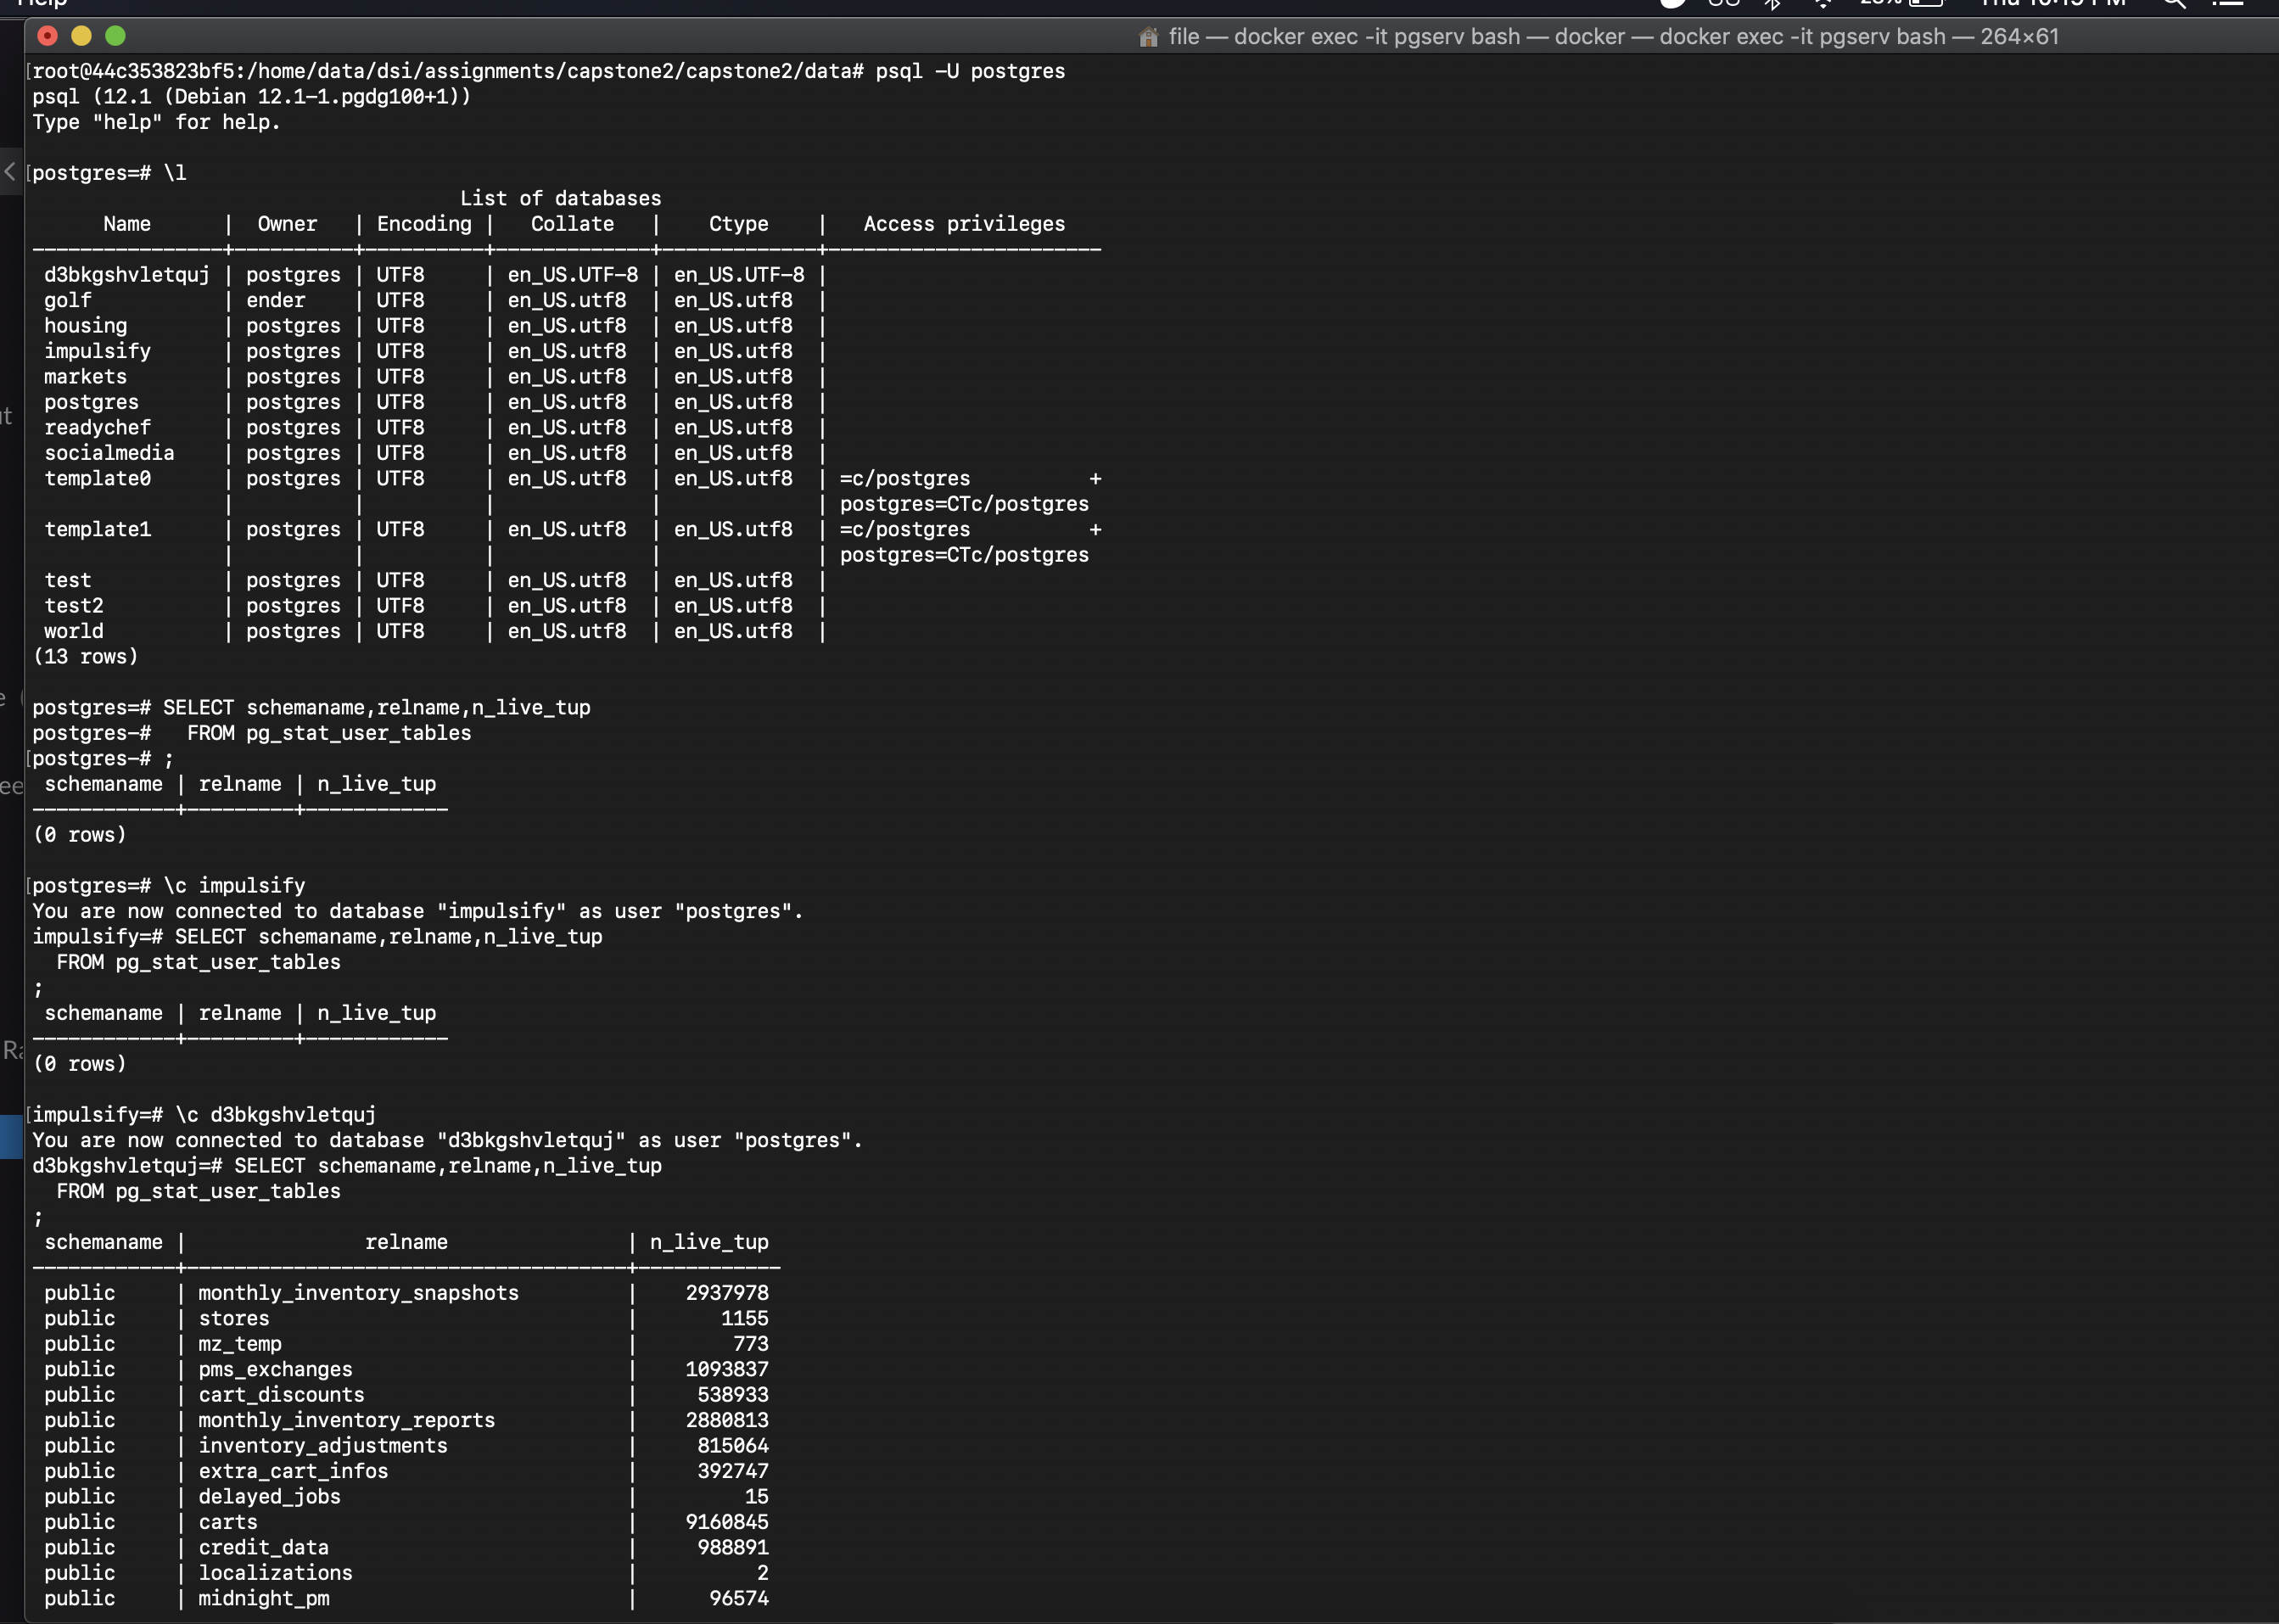 Help
file — docker exec -it pgserv bash — docker — docker exec -it pgserv bash — 264×61
[root@44c353823bf5:/home/data/dsi/assignments/capstone2/capstone2/data# psql -U postgres
psql (12.1 (Debian 12.1-1.pgdg100+1))
Type "help" for help.
[postgres=# \l
List of databases
Name | Owner | Encoding | Collate | Ctype | Access privileges
----------------+----------+----------+-------------+-------------+-----------------------
d3bkgshvletquj | postgres | UTF8 | en_US.UTF-8 | en_US.UTF-8 |
golf | ender | UTF8 | en_US.utf8 | en_US.utf8 |
housing | postgres | UTF8 | en_US.utf8 | en_US.utf8 |
impulsify | postgres | UTF8 | en_US.utf8 | en_US.utf8 |
markets | postgres | UTF8 | en_US.utf8 | en_US.utf8 |
postgres | postgres | UTF8 | en_US.utf8 | en_US.utf8 |
readychef | postgres | UTF8 | en_US.utf8 | en_US.utf8 |
socialmedia | postgres | UTF8 | en_US.utf8 | en_US.utf8 |
template0 | postgres | UTF8 | en_US.utf8 | en_US.utf8 | =c/postgres +
| | | | | postgres=CTc/postgres
template1 | postgres | UTF8 | en_US.utf8 | en_US.utf8 | =c/postgres +
| | | | | postgres=CTc/postgres
test | postgres | UTF8 | en_US.utf8 | en_US.utf8 |
test2 | postgres | UTF8 | en_US.utf8 | en_US.utf8 |
world | postgres | UTF8 | en_US.utf8 | en_US.utf8 |
(13 rows)
postgres=# SELECT schemaname,relname,n_live_tup
postgres-#   FROM pg_stat_user_tables
[postgres-# ;
schemaname | relname | n_live_tup
------------+---------+------------
(0 rows)
[postgres=# \c impulsify
You are now connected to database "impulsify" as user "postgres".
impulsify=# SELECT schemaname,relname,n_live_tup
FROM pg_stat_user_tables
;
schemaname | relname | n_live_tup
------------+---------+------------
(0 rows)
[impulsify=# \c d3bkgshvletquj
You are now connected to database "d3bkgshvletquj" as user "postgres".
d3bkgshvletquj=# SELECT schemaname,relname,n_live_tup
FROM pg_stat_user_tables
;
schemaname | relname | n_live_tup
------------+-------------------------------------+------------
public | monthly_inventory_snapshots | 2937978
public | stores | 1155
public | mz_temp | 773
public | pms_exchanges | 1093837
public | cart_discounts | 538933
public | monthly_inventory_reports | 2880813
public | inventory_adjustments | 815064
public | extra_cart_infos | 392747
public | delayed_jobs | 15
public | carts | 9160845
public | credit_data | 988891
public | localizations | 2
public | midnight_pm | 96574